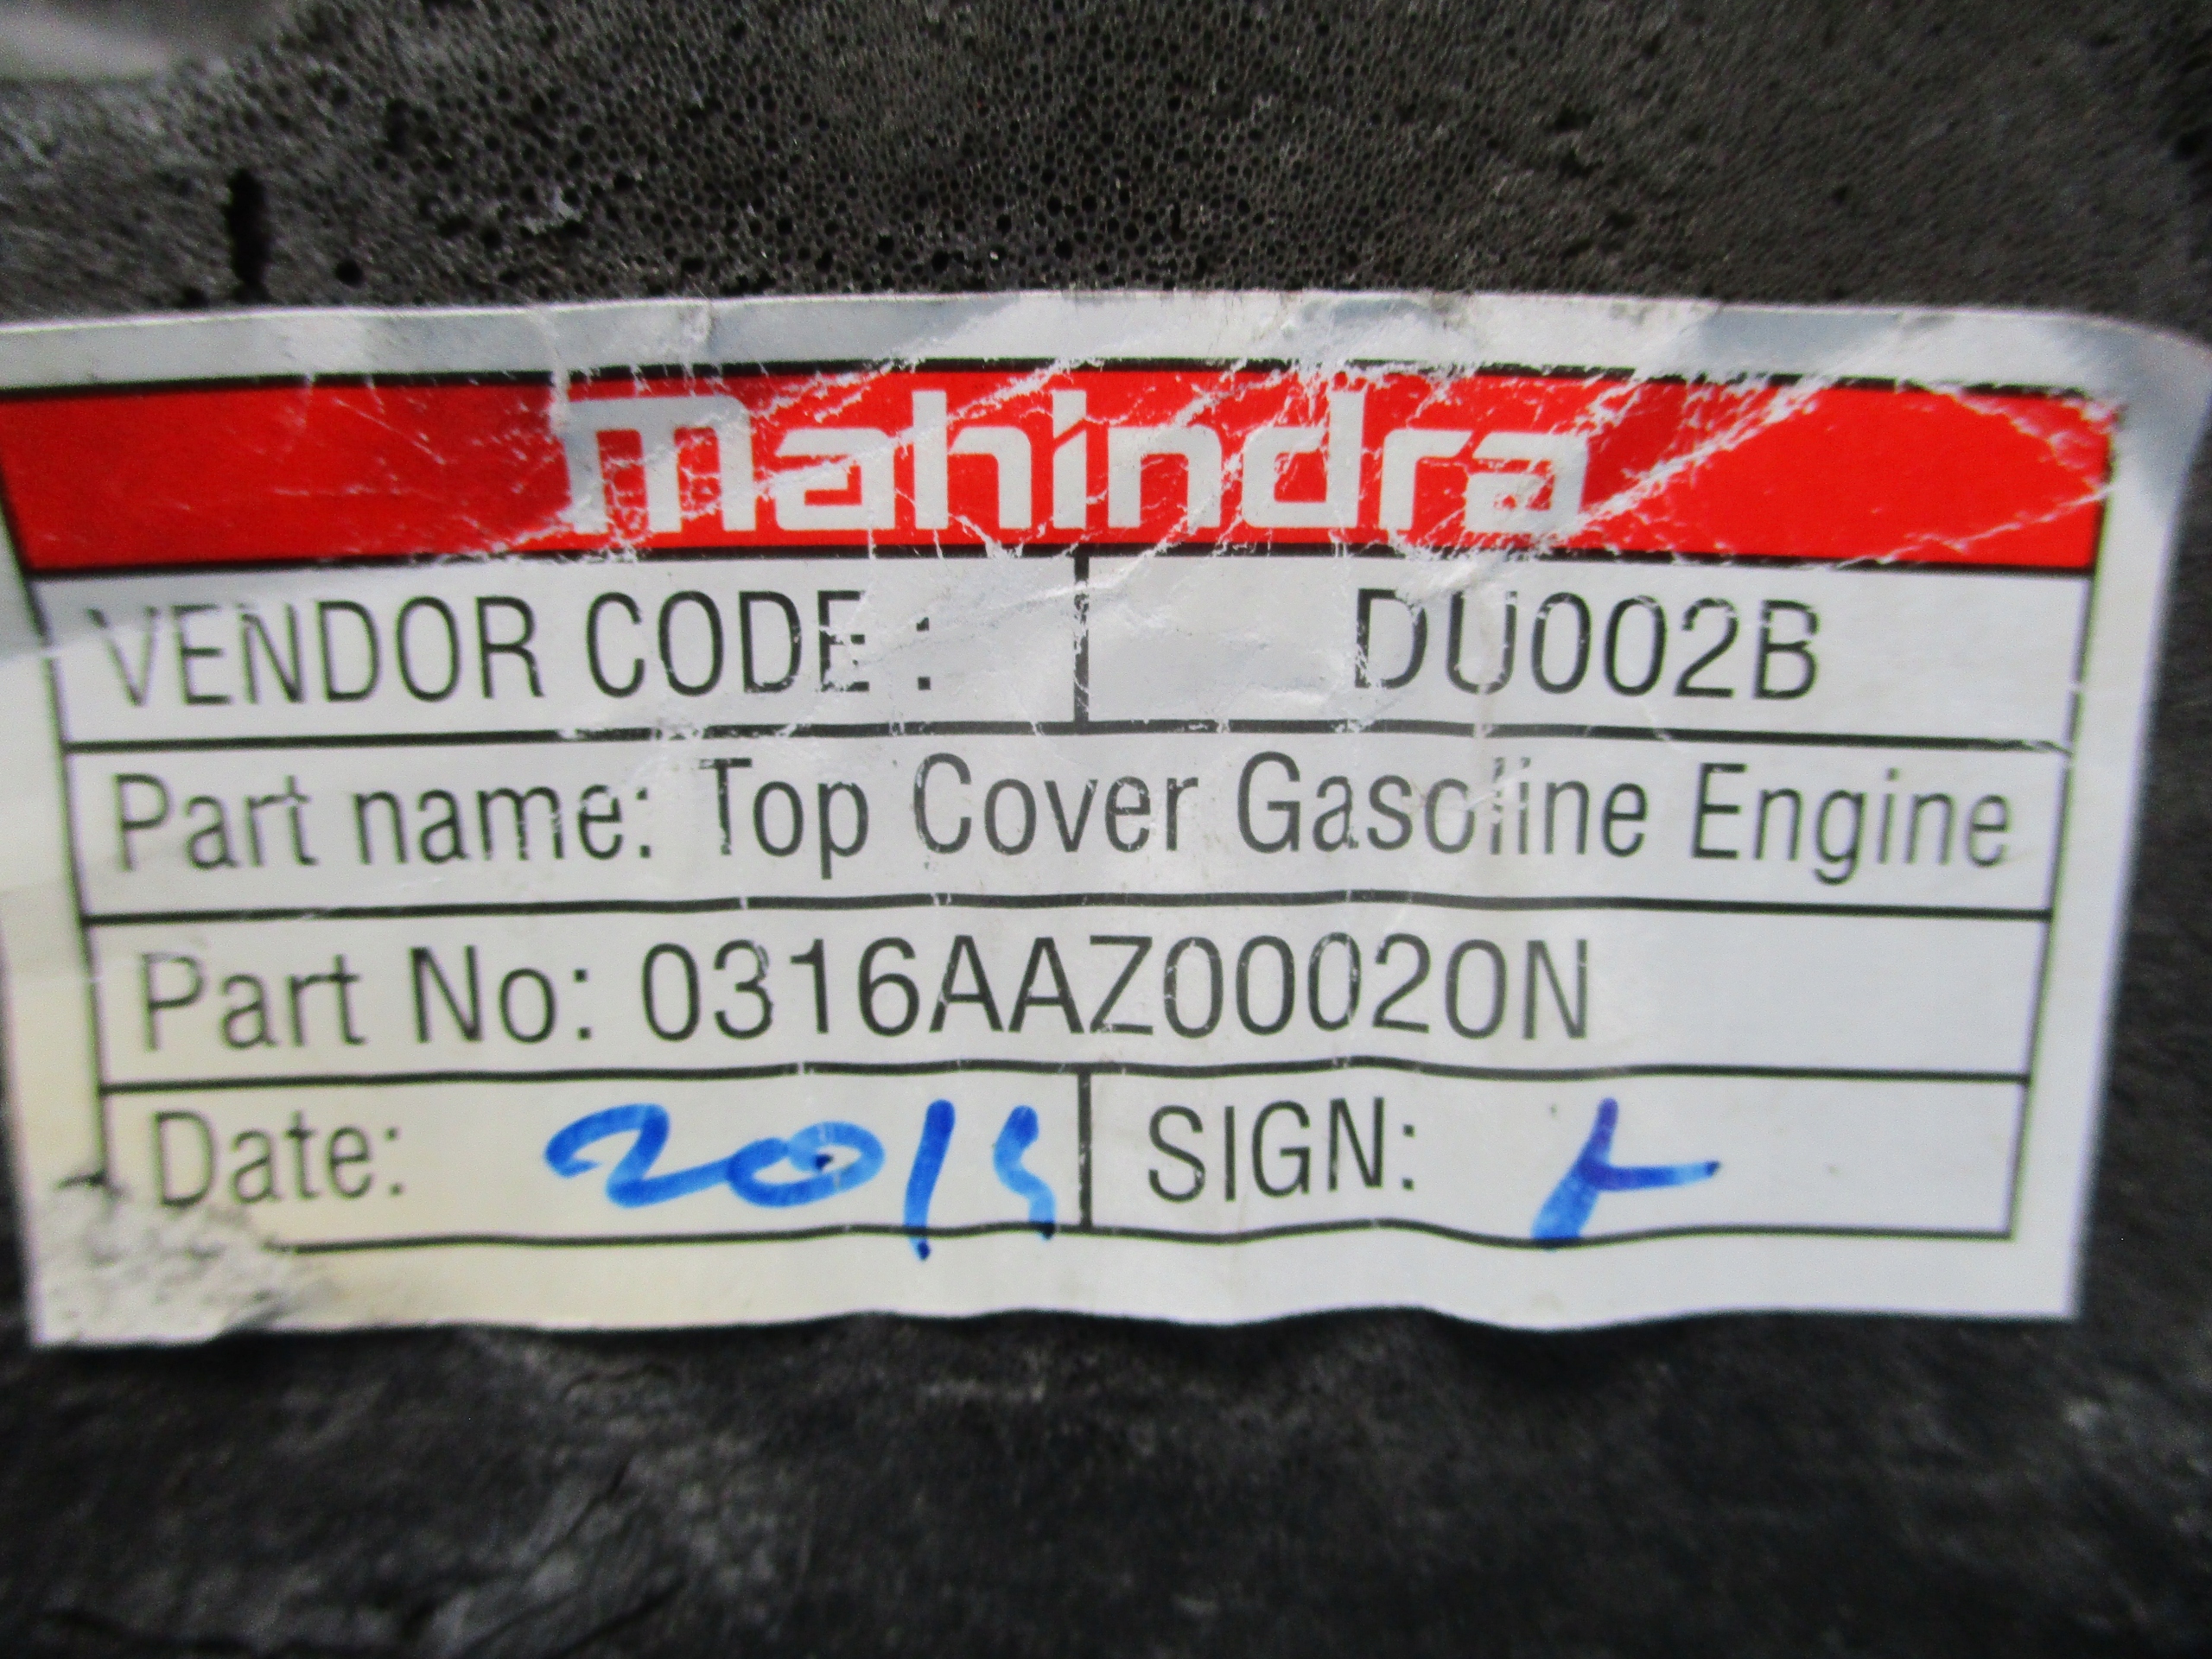 mahindra
VENDOR CODE : DU002B
Part name: Top Cover Gasoline Engine
Part No: 0316AAZ00020N
Date: SIGN: